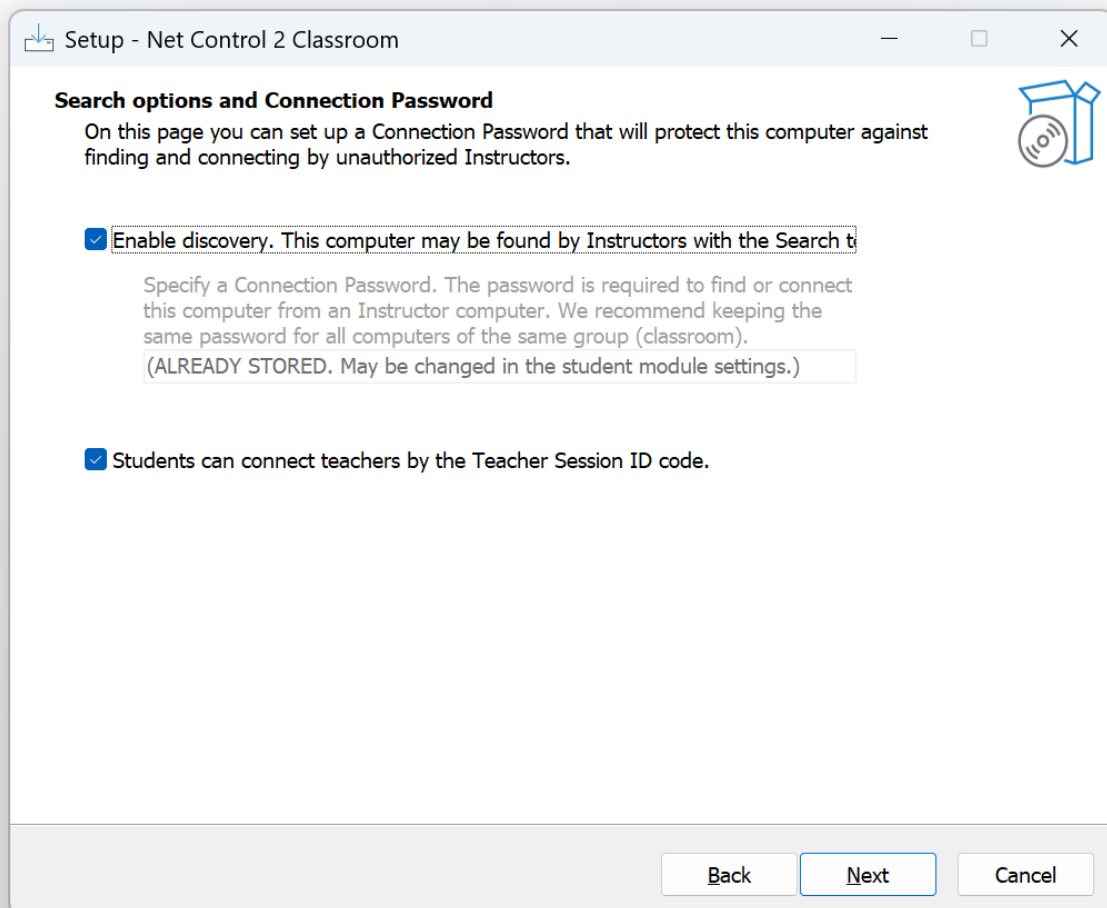 Setup - Net Control 2 Classroom
Search options and Connection Password
On this page you can set up a Connection Password that will protect this computer against
finding and connecting by unauthorized Instructors.
Enable discovery. This computer may be found by Instructors with the Search
Specify a Connection Password. The password is required to find or connect
this computer from an Instructor computer. We recommend keeping the
same password for all computers of the same group (classroom).
(ALREADY STORED. May be changed in the student module settings.)
Students can connect teachers by the Teacher Session ID code.
Back Next Cancel